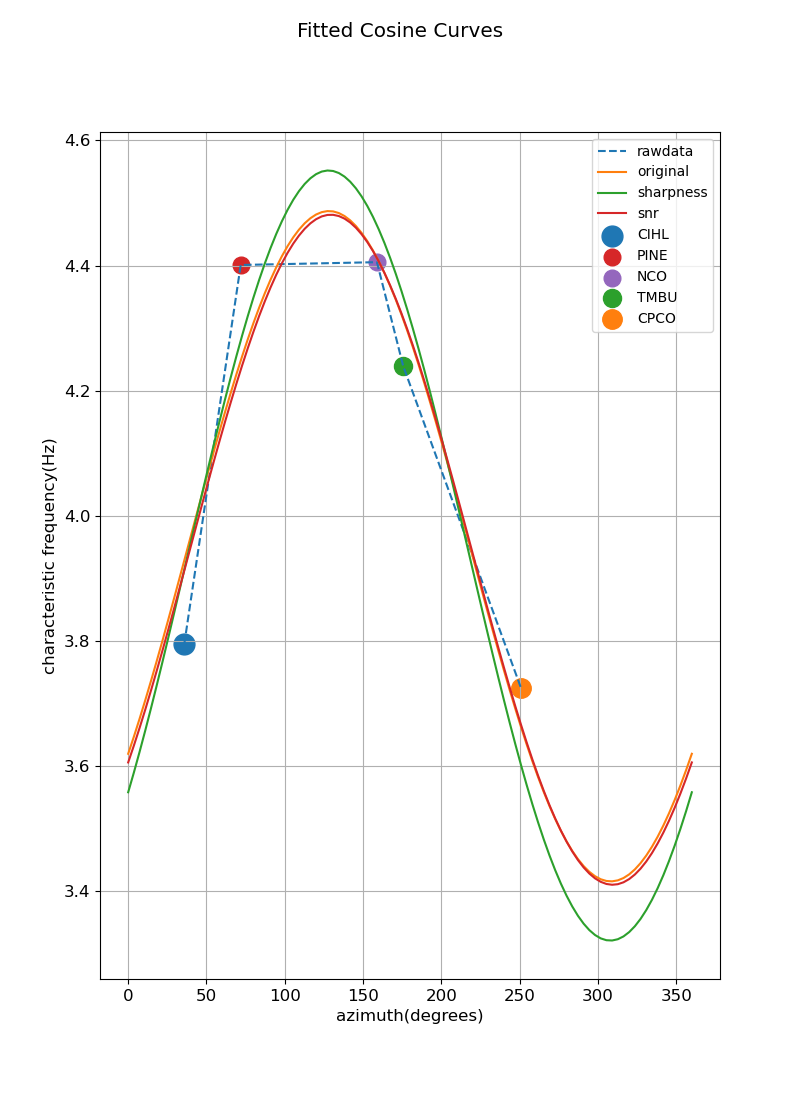 Fitted Cosine Curves
4.6
4.4
4.2
4.0
3.8
3.6
3.4
characteristic frequency(Hz)
rawdata
original
sharpness
snr
CIHL
PINE
NCO
TMBU
CPCO
0 50 100 150 200 250 300 350
azimuth(degrees)